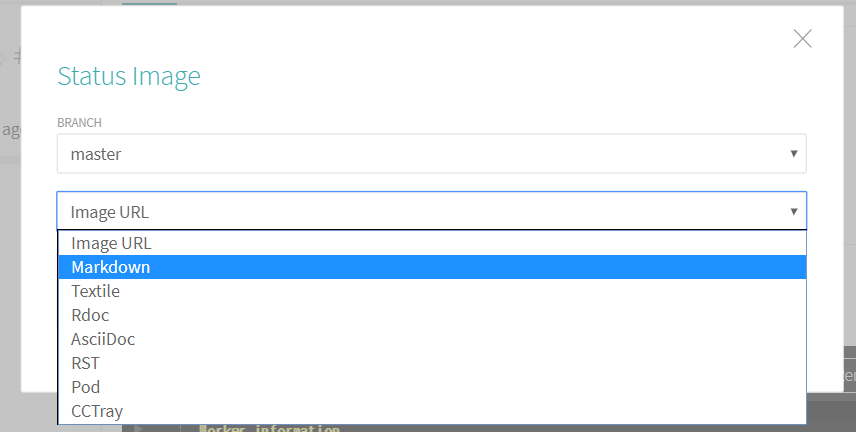 Status Image
BRANCH
master
Image URL
Image URL
Markdown
Textile
Rdoc
AsciiDoc
RST
Pod
CCTray
Worker information